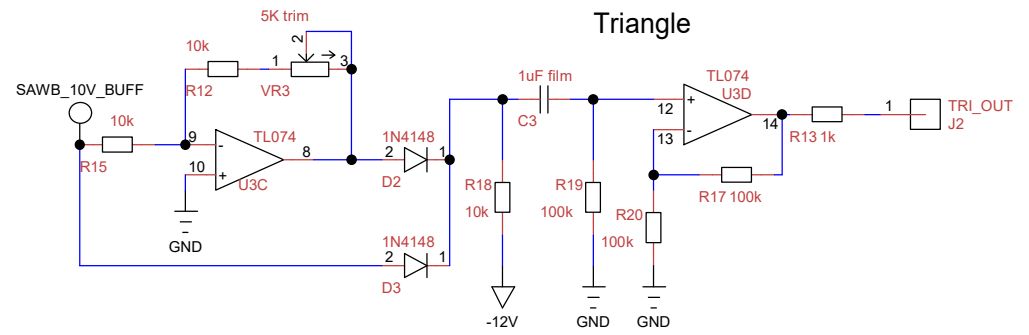 Triangle
5K trim
2
10k
1
3
R12
VR3
SAWB_10V_BUFF
10k
R15
9
-
TL074
8
10
+
U3C
GND
1N4148
2
1
D2
1N4148
2
1
D3
1uF film
C3
R18
10k
-12V
R19
100k
GND
TL074
U3D
12
+
13
-
14
R13 1k
1
TRI_OUT
J2
R17 100k
R20
100k
GND